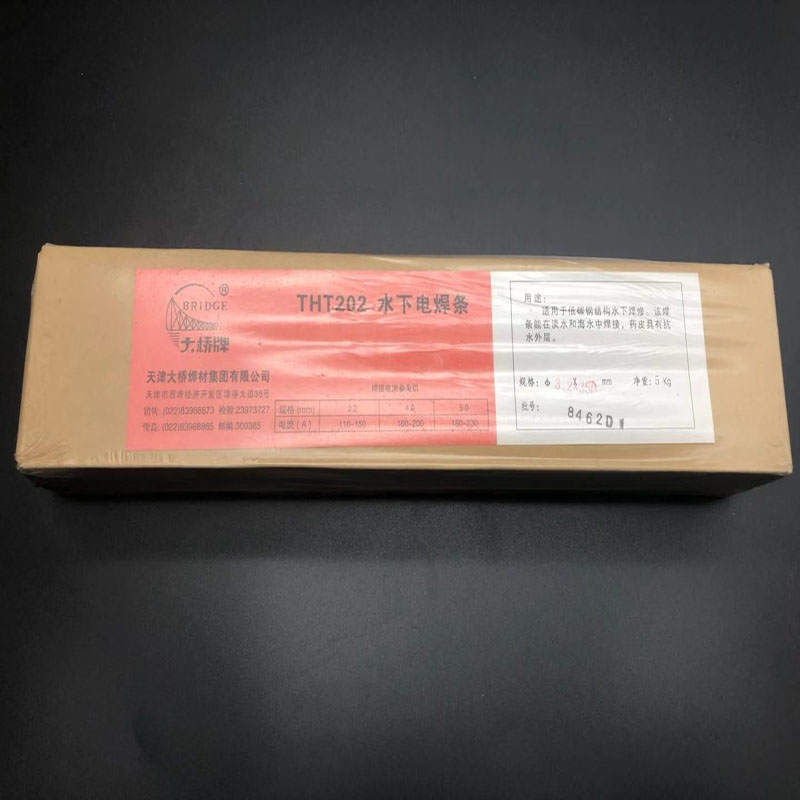 ®
BRIDGE
大桥牌
天津大桥焊材集团有限公司
天津市西青经济开发区津港大道35号
销售:(022)83968873 检验:23973727
传真:(022)83968865 邮编:300385
THT202 水下电焊条
焊接电流参考值
规格(mm) 3.2 4.0 5.0
电流(A) 110-150 160-200 180-230
用途:
适用于低碳钢结构水下焊接。该焊
条能在淡水和海水中焊接,药皮具有抗
水外层。
规格:ф 3.2X350 mm 净重:5Kg
批号: 8462D